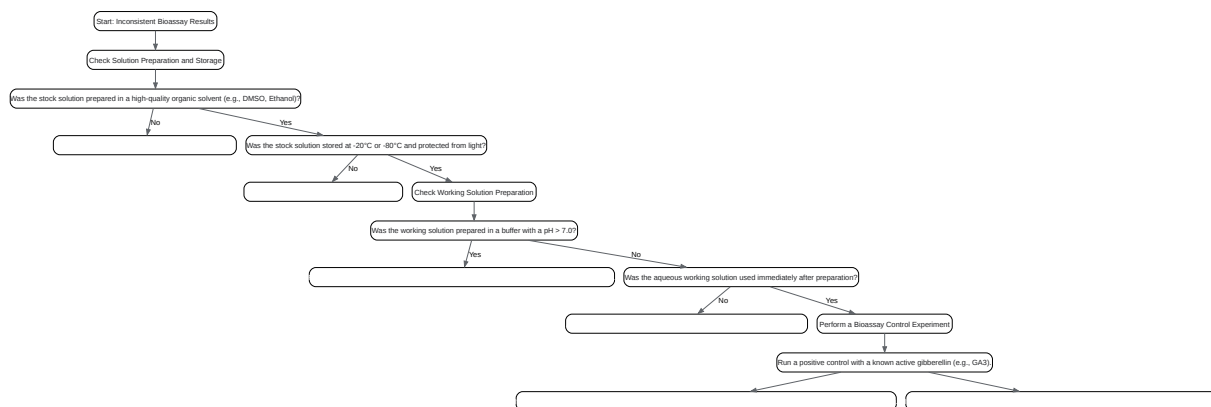 Start: Inconsistent Bioassay Results
Check Solution Preparation and Storage
Was the stock solution prepared in a high-quality organic solvent (e.g., DMSO, Ethanol)?
No
Yes
Was the stock solution stored at -20°C or -80°C and protected from light?
No
Yes
Check Working Solution Preparation
Was the working solution prepared in a buffer with a pH > 7.0?
Yes
No
Was the aqueous working solution used immediately after preparation?
No
Yes
Perform a Bioassay Control Experiment
Run a positive control with a known active gibberellin (e.g., GA3).